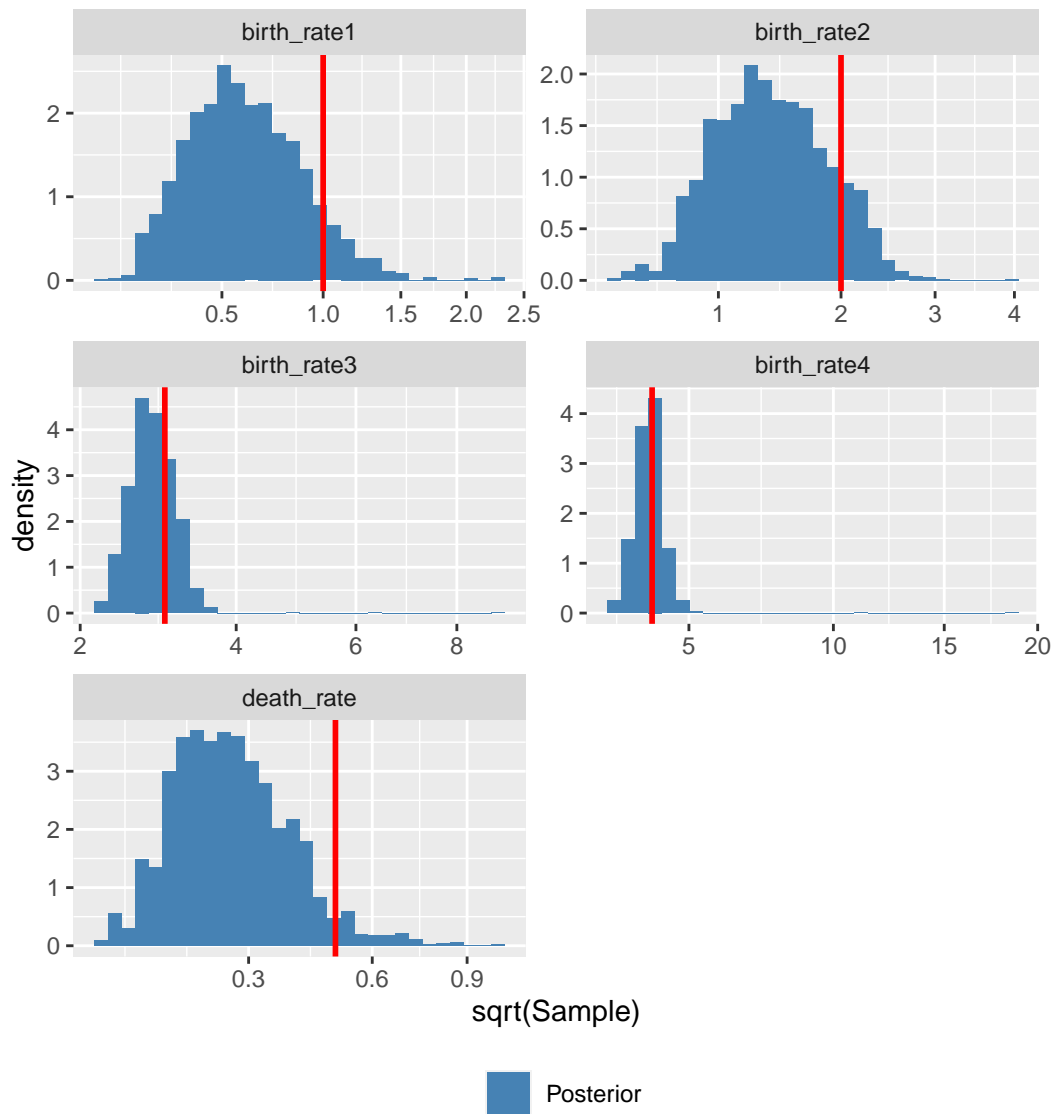 birth_rate1
birth_rate2
2
1
0
0.5 1.0 1.5 2.0 2.5
2.0
1.5
1.0
0.5
0.0
1 2 3 4
birth_rate3
birth_rate4
4
3
2
1
0
2 4 6 8
4
3
2
1
0
5 10 15 20
death_rate
3
2
1
0
0.3 0.6 0.9
density
sqrt(Sample)
Posterior